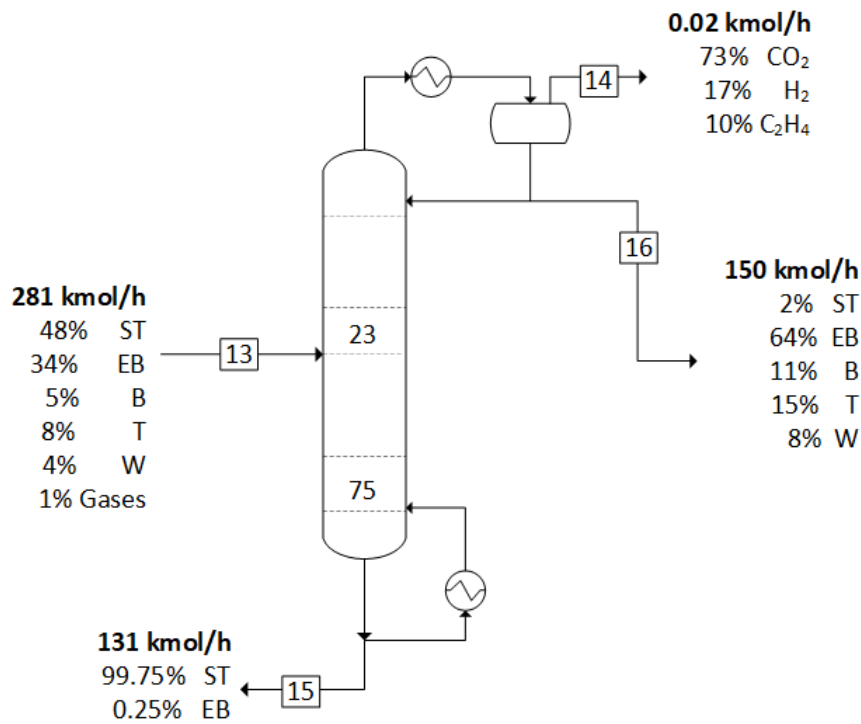 0.02 kmol/h
73% CO₂
17% H₂
10% C₂H₄
14
16
281 kmol/h
48% ST
34% EB
5% B
8% T
4% W
1% Gases
13
23
150 kmol/h
2% ST
64% EB
11% B
15% T
8% W
75
131 kmol/h
99.75% ST
0.25% EB
15